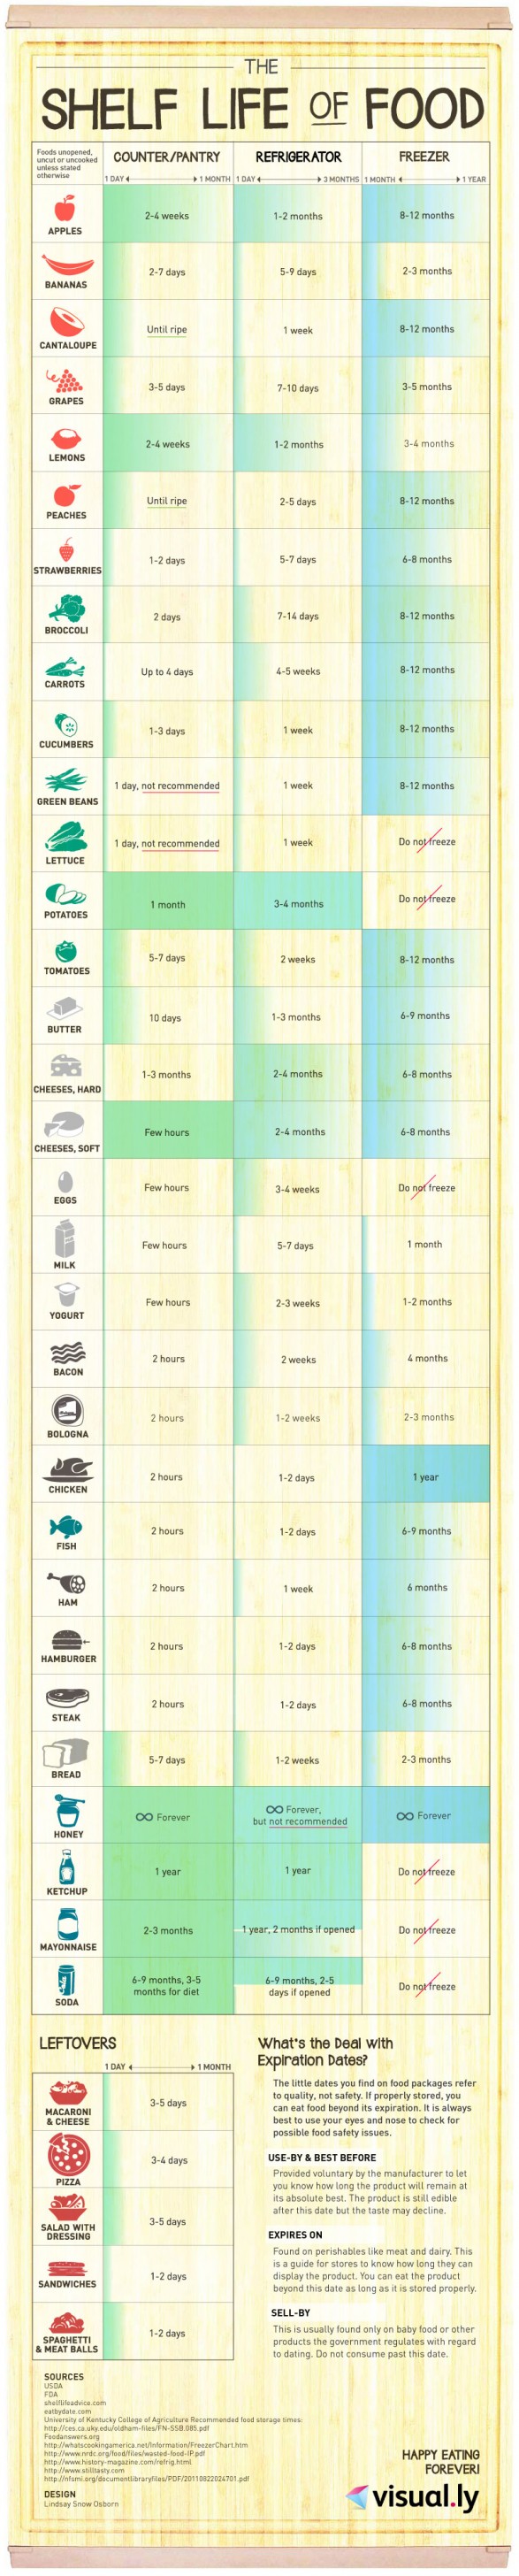 THE
SHELF LIFE OF FOOD
Foods unopened,
uncut or uncooked
unless stated
otherwise
COUNTER/PANTRY
REFRIGERATOR
FREEZER
1 DAY
1 MONTH
1 DAY
3 MONTHS
1 MONTH
1 YEAR
APPLES
2-4 weeks
1-2 months
8-12 months
BANANAS
2-7 days
5-9 days
2-3 months
CANTALOUPE
Until ripe
1 week
8-12 months
GRAPES
3-5 days
7-10 days
3-5 months
LEMONS
2-4 weeks
1-2 months
3-4 months
PEACHES
Until ripe
2-5 days
8-12 months
STRAWBERRIES
1-2 days
5-7 days
6-8 months
BROCCOLI
2 days
7-14 days
8-12 months
CARROTS
Up to 4 days
4-5 weeks
8-12 months
CUCUMBERS
1-3 days
1 week
8-12 months
GREEN BEANS
1 day, not recommended
1 week
8-12 months
LETTUCE
1 day, not recommended
1 week
Do not freeze
POTATOES
1 month
3-4 months
Do not freeze
TOMATOES
5-7 days
2 weeks
8-12 months
BUTTER
10 days
1-3 months
6-9 months
CHEESES, HARD
1-3 months
2-4 months
6-8 months
CHEESES, SOFT
Few hours
2-4 months
6-8 months
EGGS
Few hours
3-4 weeks
Do not freeze
MILK
Few hours
5-7 days
1 month
YOGURT
Few hours
2-3 weeks
1-2 months
BACON
2 hours
2 weeks
4 months
BOLOGNA
2 hours
1-2 weeks
2-3 months
CHICKEN
2 hours
1-2 days
1 year
FISH
2 hours
1-2 days
6-9 months
HAM
2 hours
1 week
6 months
HAMBURGER
2 hours
1-2 days
6-8 months
STEAK
2 hours
1-2 days
6-8 months
BREAD
5-7 days
1-2 weeks
2-3 months
HONEY
∞ Forever
∞ Forever,
but not recommended
∞ Forever
KETCHUP
1 year
1 year
Do not freeze
MAYONNAISE
2-3 months
1 year, 2 months if opened
Do not freeze
SODA
6-9 months, 3-5
months for diet
6-9 months, 2-5
days if opened
Do not freeze
LEFTOVERS
1 DAY
1 MONTH
MACARONI
& CHEESE
3-5 days
PIZZA
3-4 days
SALAD WITH
DRESSING
3-5 days
SANDWICHES
1-2 days
SPAGHETTI
& MEAT BALLS
1-2 days
What's the Deal with
Expiration Dates?
The little dates you find on food packages refer
to quality, not safety. If properly stored, you
can eat food beyond its expiration. It is always
best to use your eyes and nose to check for
possible food safety issues.
USE-BY & BEST BEFORE
Provided voluntary by the manufacturer to let
you know how long the product will remain at
its absolute best. The product is still edible
after this date but the taste may decline.
EXPIRES ON
Found on perishables like meat and dairy. This
is a guide for stores to know how long they can
display the product. You can eat the product
beyond this date as long as it is stored properly.
SELL-BY
This is usually found only on baby food or other
products the government regulates with regard
to dating. Do not consume past this date.
SOURCES
USDA
FDA
shelflifeadvice.com
eatbydate.com
University of Kentucky College of Agriculture Recommended food storage times:
http://ces.ca.uky.edu/oldham-files/FN-SSB.085.pdf
Foodanswers.org
http://whatscookingamerica.net/Information/FreezerChart.htm
http://www.nrdc.org/food/files/wasted-food-IP.pdf
http://www.history-magazine.com/refrig.html
http://www.stilltasty.com
http://nfsmi.org/documentlibraryfiles/PDF/20110822024701.pdf
DESIGN
Lindsay Snow Osborn
HAPPY EATING
FOREVER!
visual.ly